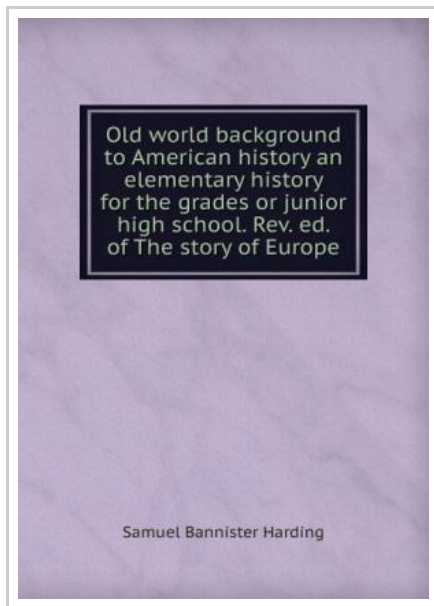 Old world background
to American history an
elementary history
for the grades or junior
high school. Rev. ed.
of The story of Europe
Samuel Bannister Harding